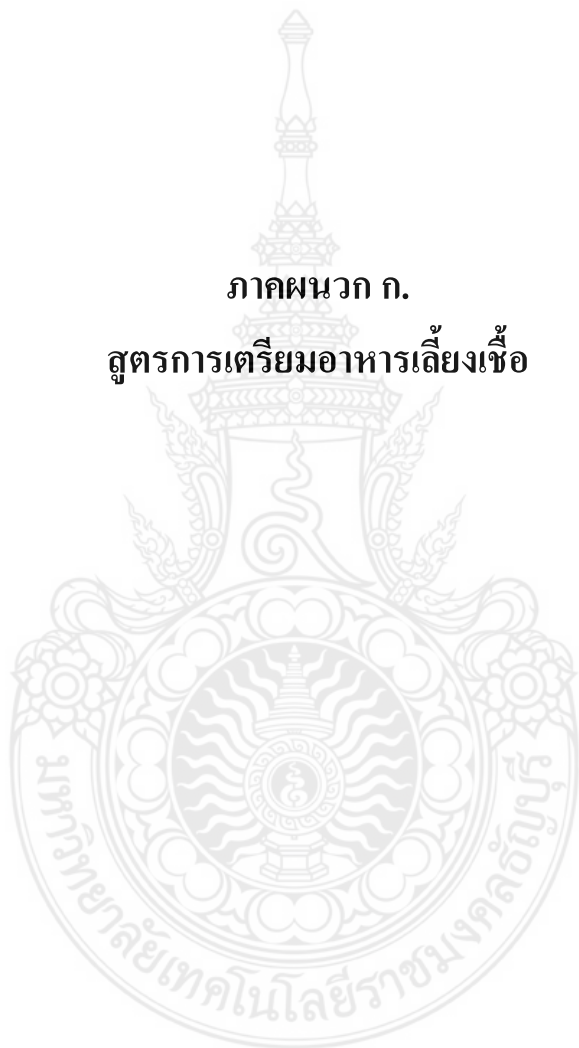 ภาคผนวก ก.
สูตรการเตรียมอาหารเลี้ยงเชื้อ
มหาวิทยาลัยเทคโนโลยีราชมงคลธัญบุรี